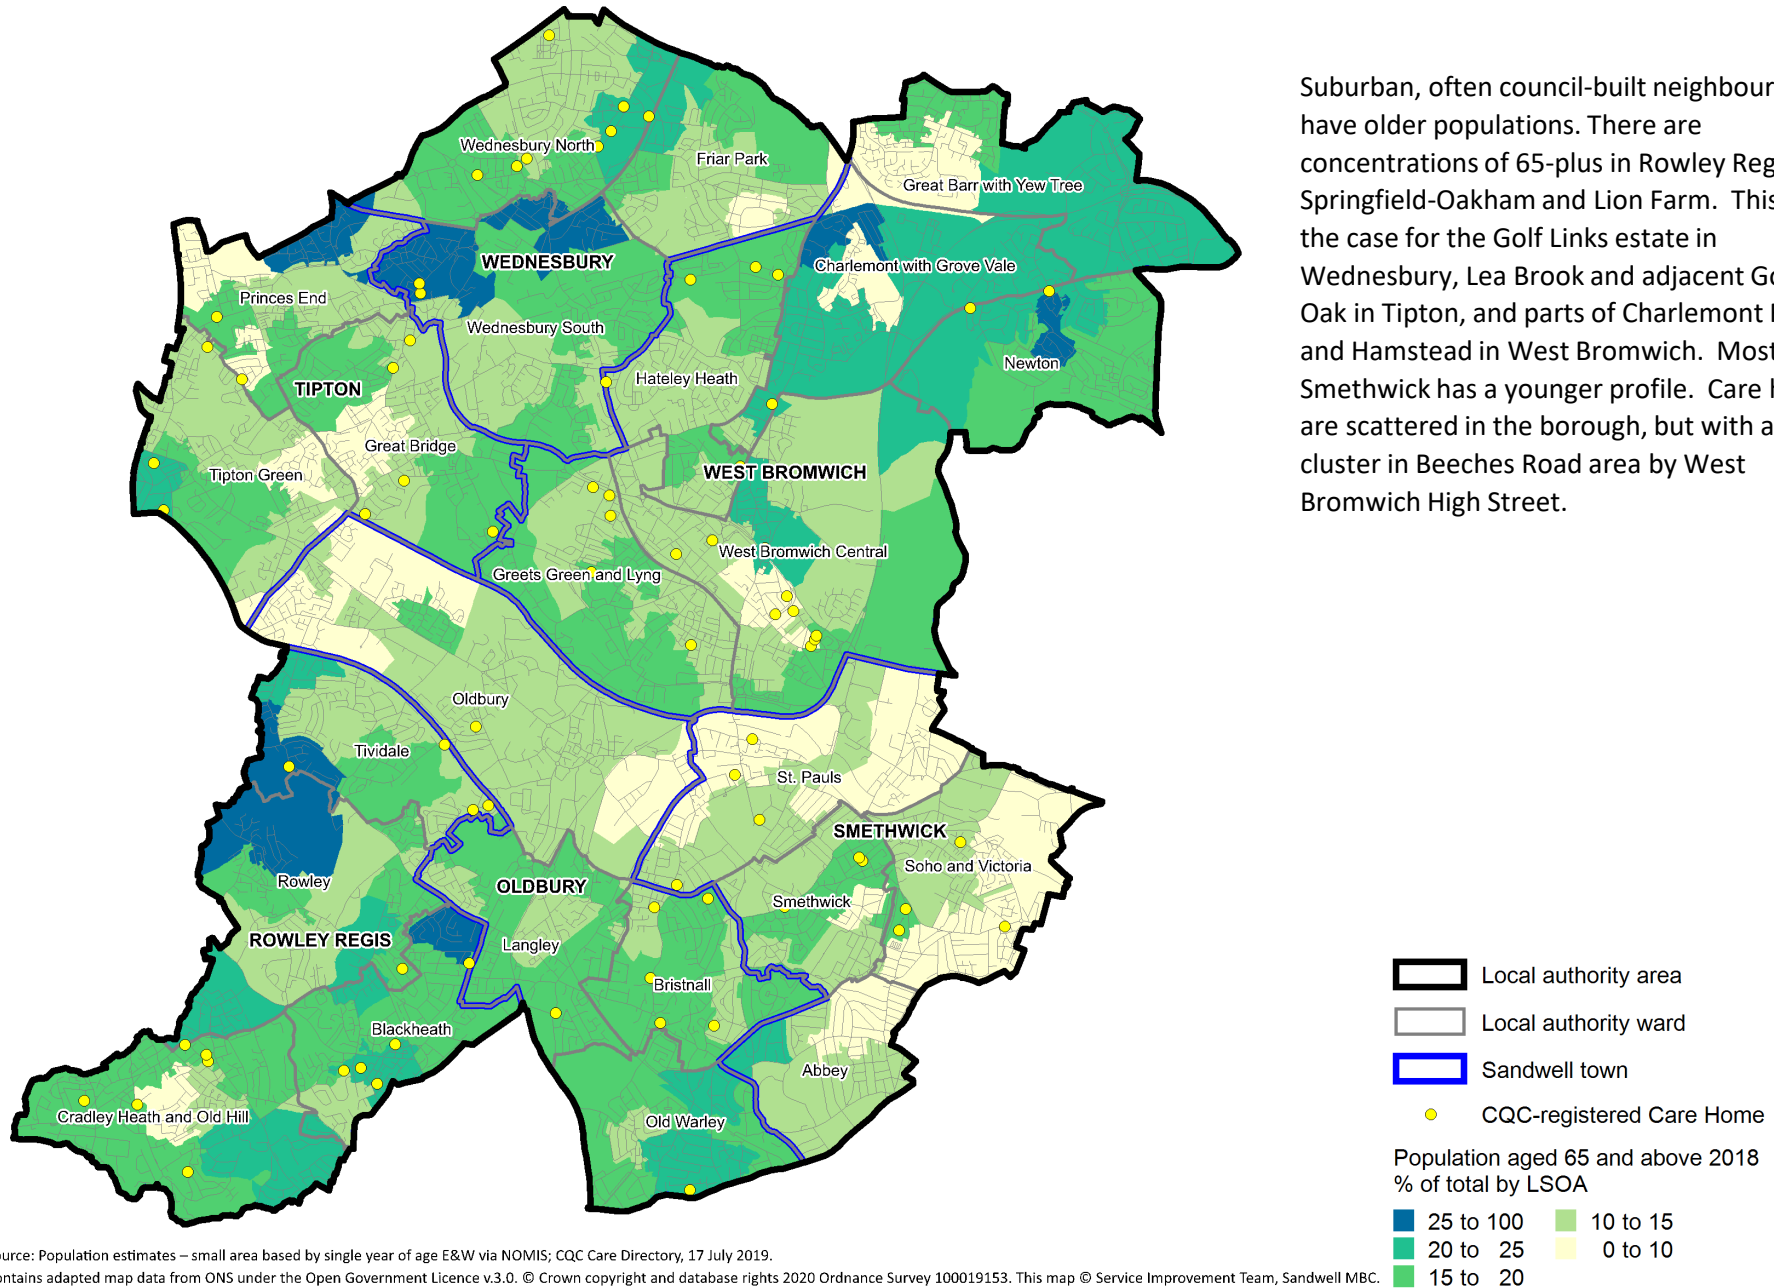 Suburban, often council-built neighbour
have older populations. There are
concentrations of 65-plus in Rowley Reg
Springfield-Oakham and Lion Farm. This
the case for the Golf Links estate in
Wednesbury, Lea Brook and adjacent Go
Oak in Tipton, and parts of Charlemont
and Hamstead in West Bromwich. Most
Smethwick has a younger profile. Care
are scattered in the borough, but with a
cluster in Beeches Road area by West
Bromwich High Street.
Wednesbury North
Friar Park
Great Barr with Yew Tree
WEDNESBURY
Charlemont with Grove Vale
Princes End
Wednesbury South
Newton
Hateley Heath
TIPTON
Great Bridge
Tipton Green
WEST BROMWICH
West Bromwich Central
Greets Green and Lyng
Oldbury
Tividale
St. Pauls
SMETHWICK
Soho and Victoria
Rowley
OLDBURY
Smethwick
ROWLEY REGIS
Langley
Bristnall
Blackheath
Abbey
Cradley Heath and Old Hill
Old Warley
Local authority area
Local authority ward
Sandwell town
CQC-registered Care Home
Population aged 65 and above 2018
% of total by LSOA
25 to 100
10 to 15
20 to 25
0 to 10
15 to 20
ource: Population estimates – small area based by single year of age E&W via NOMIS; CQC Care Directory, 17 July 2019.
ontains adapted map data from ONS under the Open Government Licence v.3.0. © Crown copyright and database rights 2020 Ordnance Survey 100019153. This map © Service Improvement Team, Sandwell MBC.